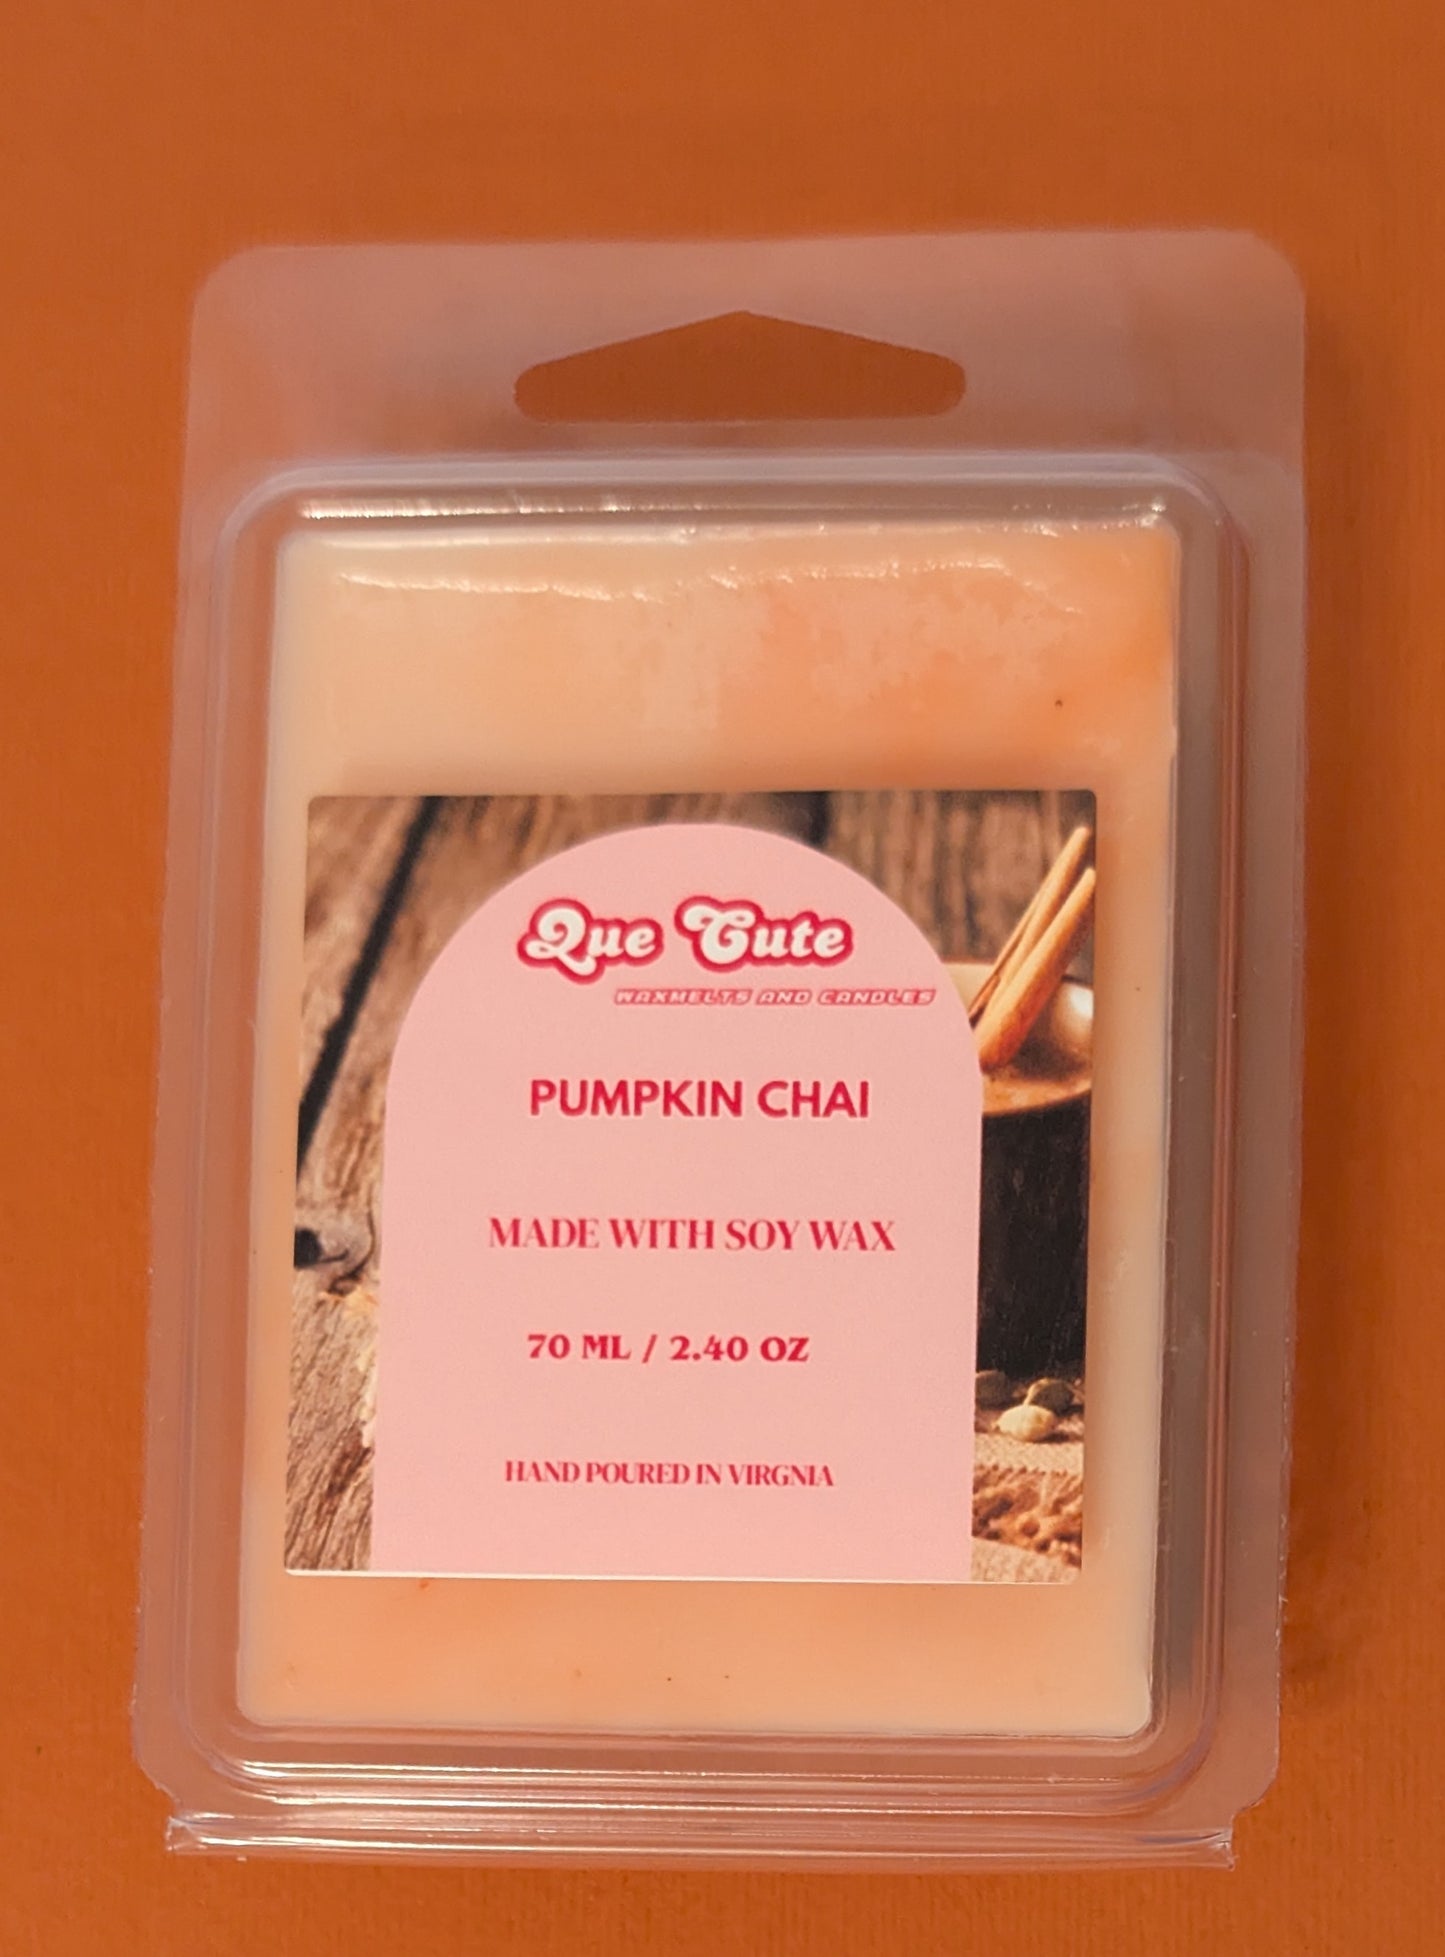 Que Cute
WAXMELTS AND CANDLES
PUMPKIN CHAI
MADE WITH SOY WAX
70 ML / 2.40 OZ
HAND POURED IN VIRGNIA